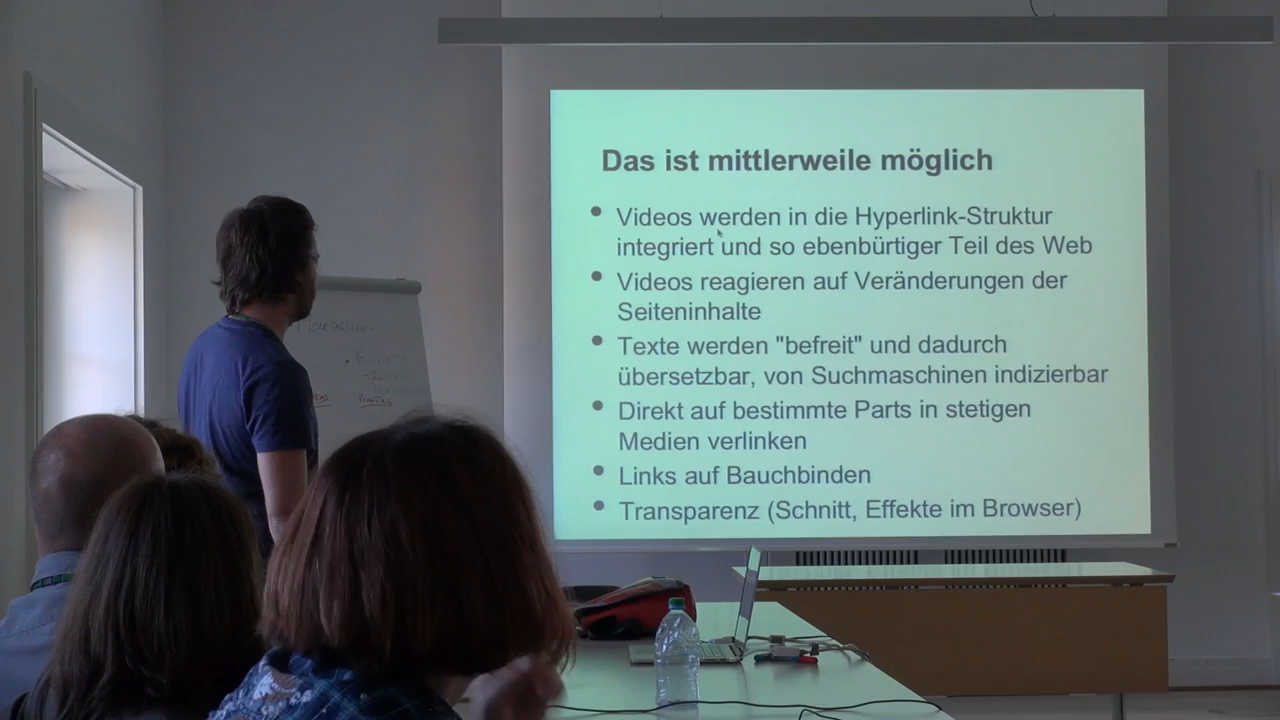 Das ist mittlerweile möglich
• Videos werden in die Hyperlink-Struktur
integriert und so ebenbürtiger Teil des Web
• Videos reagieren auf Veränderungen der
Seiteninhalte
• Texte werden "befreit" und dadurch
übersetzbar, von Suchmaschinen indizierbar
• Direkt auf bestimmte Parts in stetigen
Medien verlinken
• Links auf Bauchbinden
• Transparenz (Schnitt, Effekte im Browser)